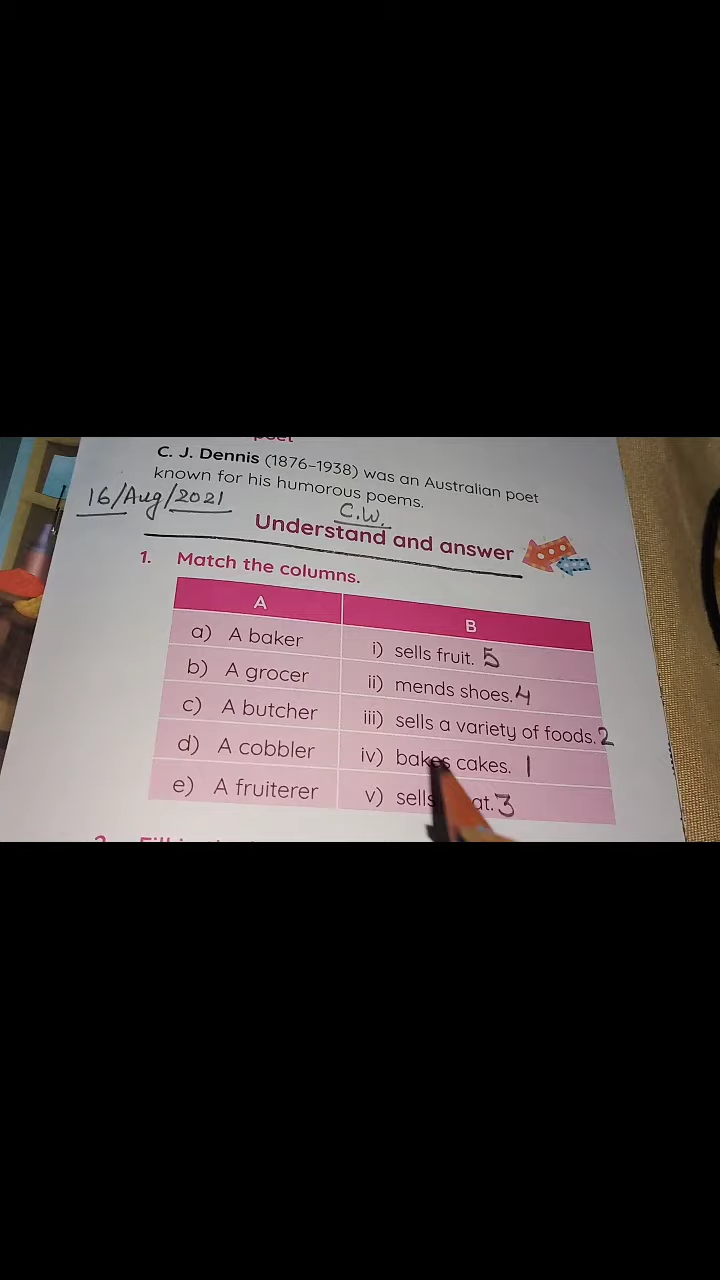 poet
C. J. Dennis (1876–1938) was an Australian poet
known for his humorous poems.
16/Aug/2021
C.W.
Understand and answer
1. Match the columns.
A B
a) A baker i) sells fruit. 5
b) A grocer ii) mends shoes. 4
c) A butcher iii) sells a variety of foods. 2
d) A cobbler iv) bakes cakes. 1
e) A fruiterer v) sells at. 3